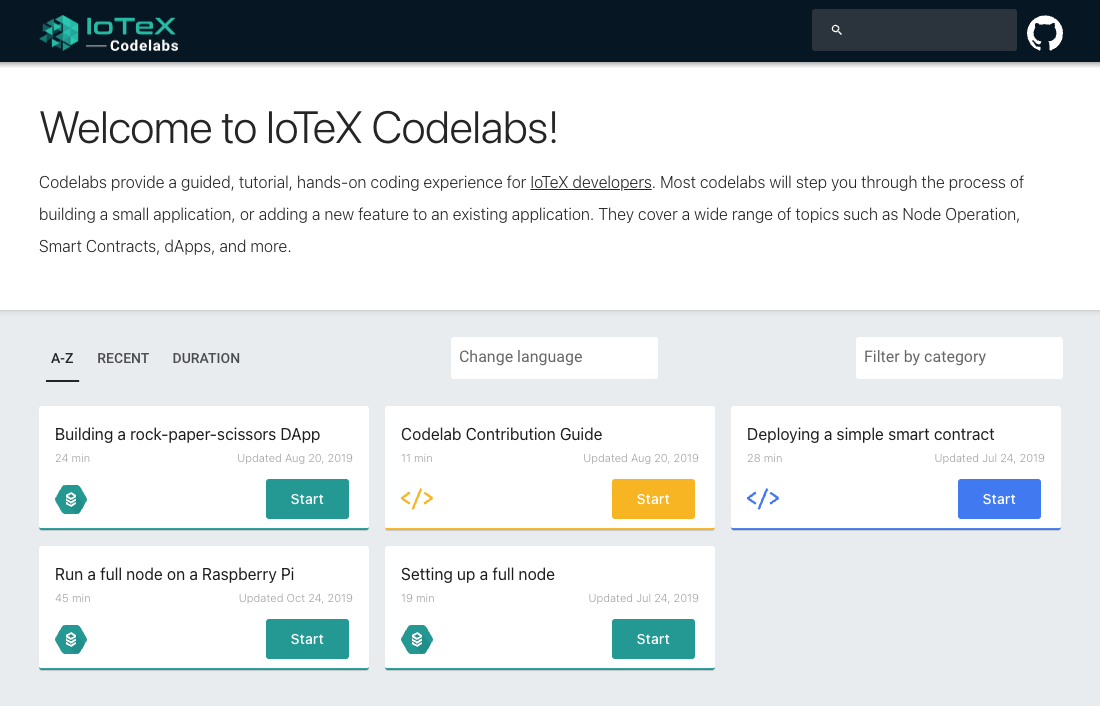 IoTeX
Codelabs
Welcome to IoTeX Codelabs!
Codelabs provide a guided, tutorial, hands-on coding experience for IoTeX developers. Most codelabs will step you through the process of
building a small application, or adding a new feature to an existing application. They cover a wide range of topics such as Node Operation,
Smart Contracts, dApps, and more.
A-Z RECENT DURATION Change language Filter by category
Building a rock-paper-scissors DApp
24 min Updated Aug 20, 2019
Start
Codelab Contribution Guide
11 min Updated Aug 20, 2019
</> Start
Deploying a simple smart contract
28 min Updated Jul 24, 2019
</> Start
Run a full node on a Raspberry Pi
45 min Updated Oct 24, 2019
Start
Setting up a full node
19 min Updated Jul 24, 2019
Start